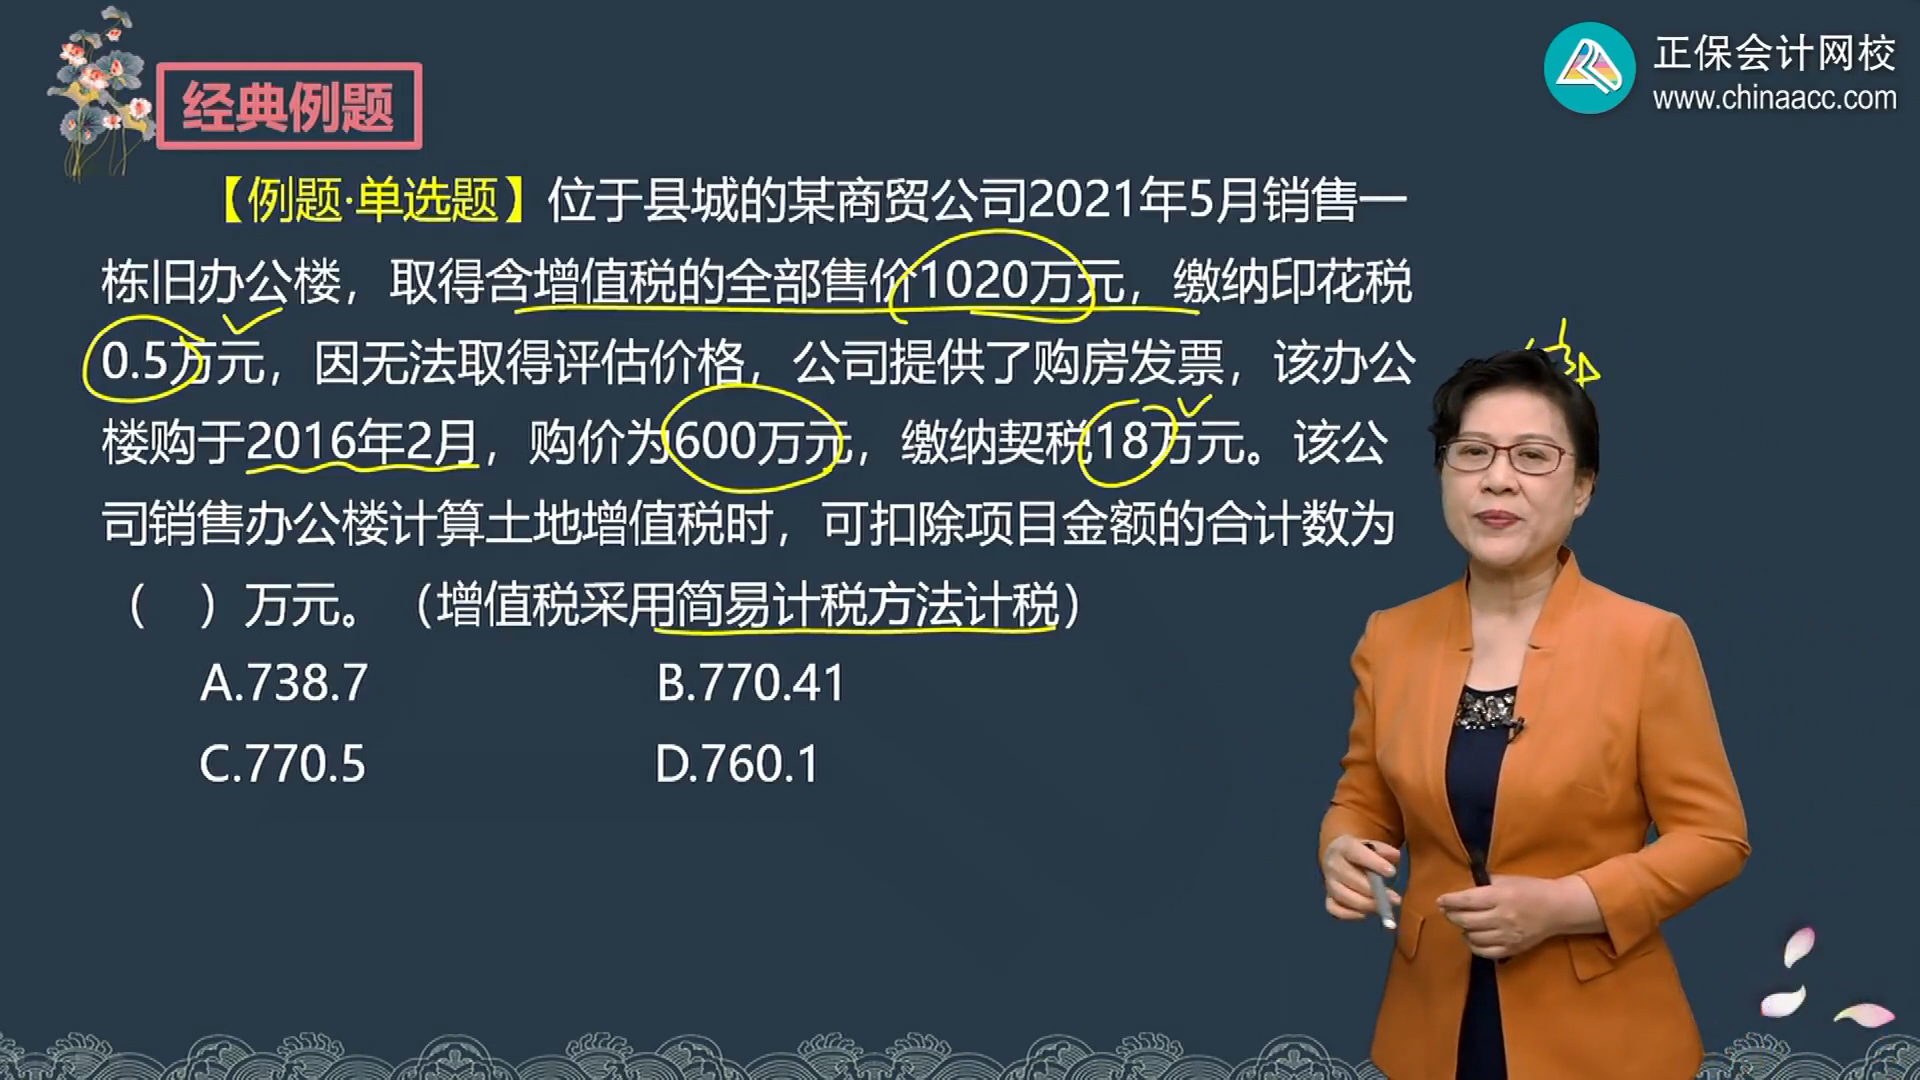 正保会计网校
www.chinaacc.com
经典例题
【例题·单选题】位于县城的某商贸公司2021年5月销售一
栋旧办公楼，取得含增值税的全部售价1020万元，缴纳印花税
0.5万元，因无法取得评估价格，公司提供了购房发票，该办公
楼购于2016年2月，购价为600万元，缴纳契税18万元。该公
司销售办公楼计算土地增值税时，可扣除项目金额的合计数为
（ ）万元。（增值税采用简易计税方法计税）
A.738.7 B.770.41
C.770.5 D.760.1